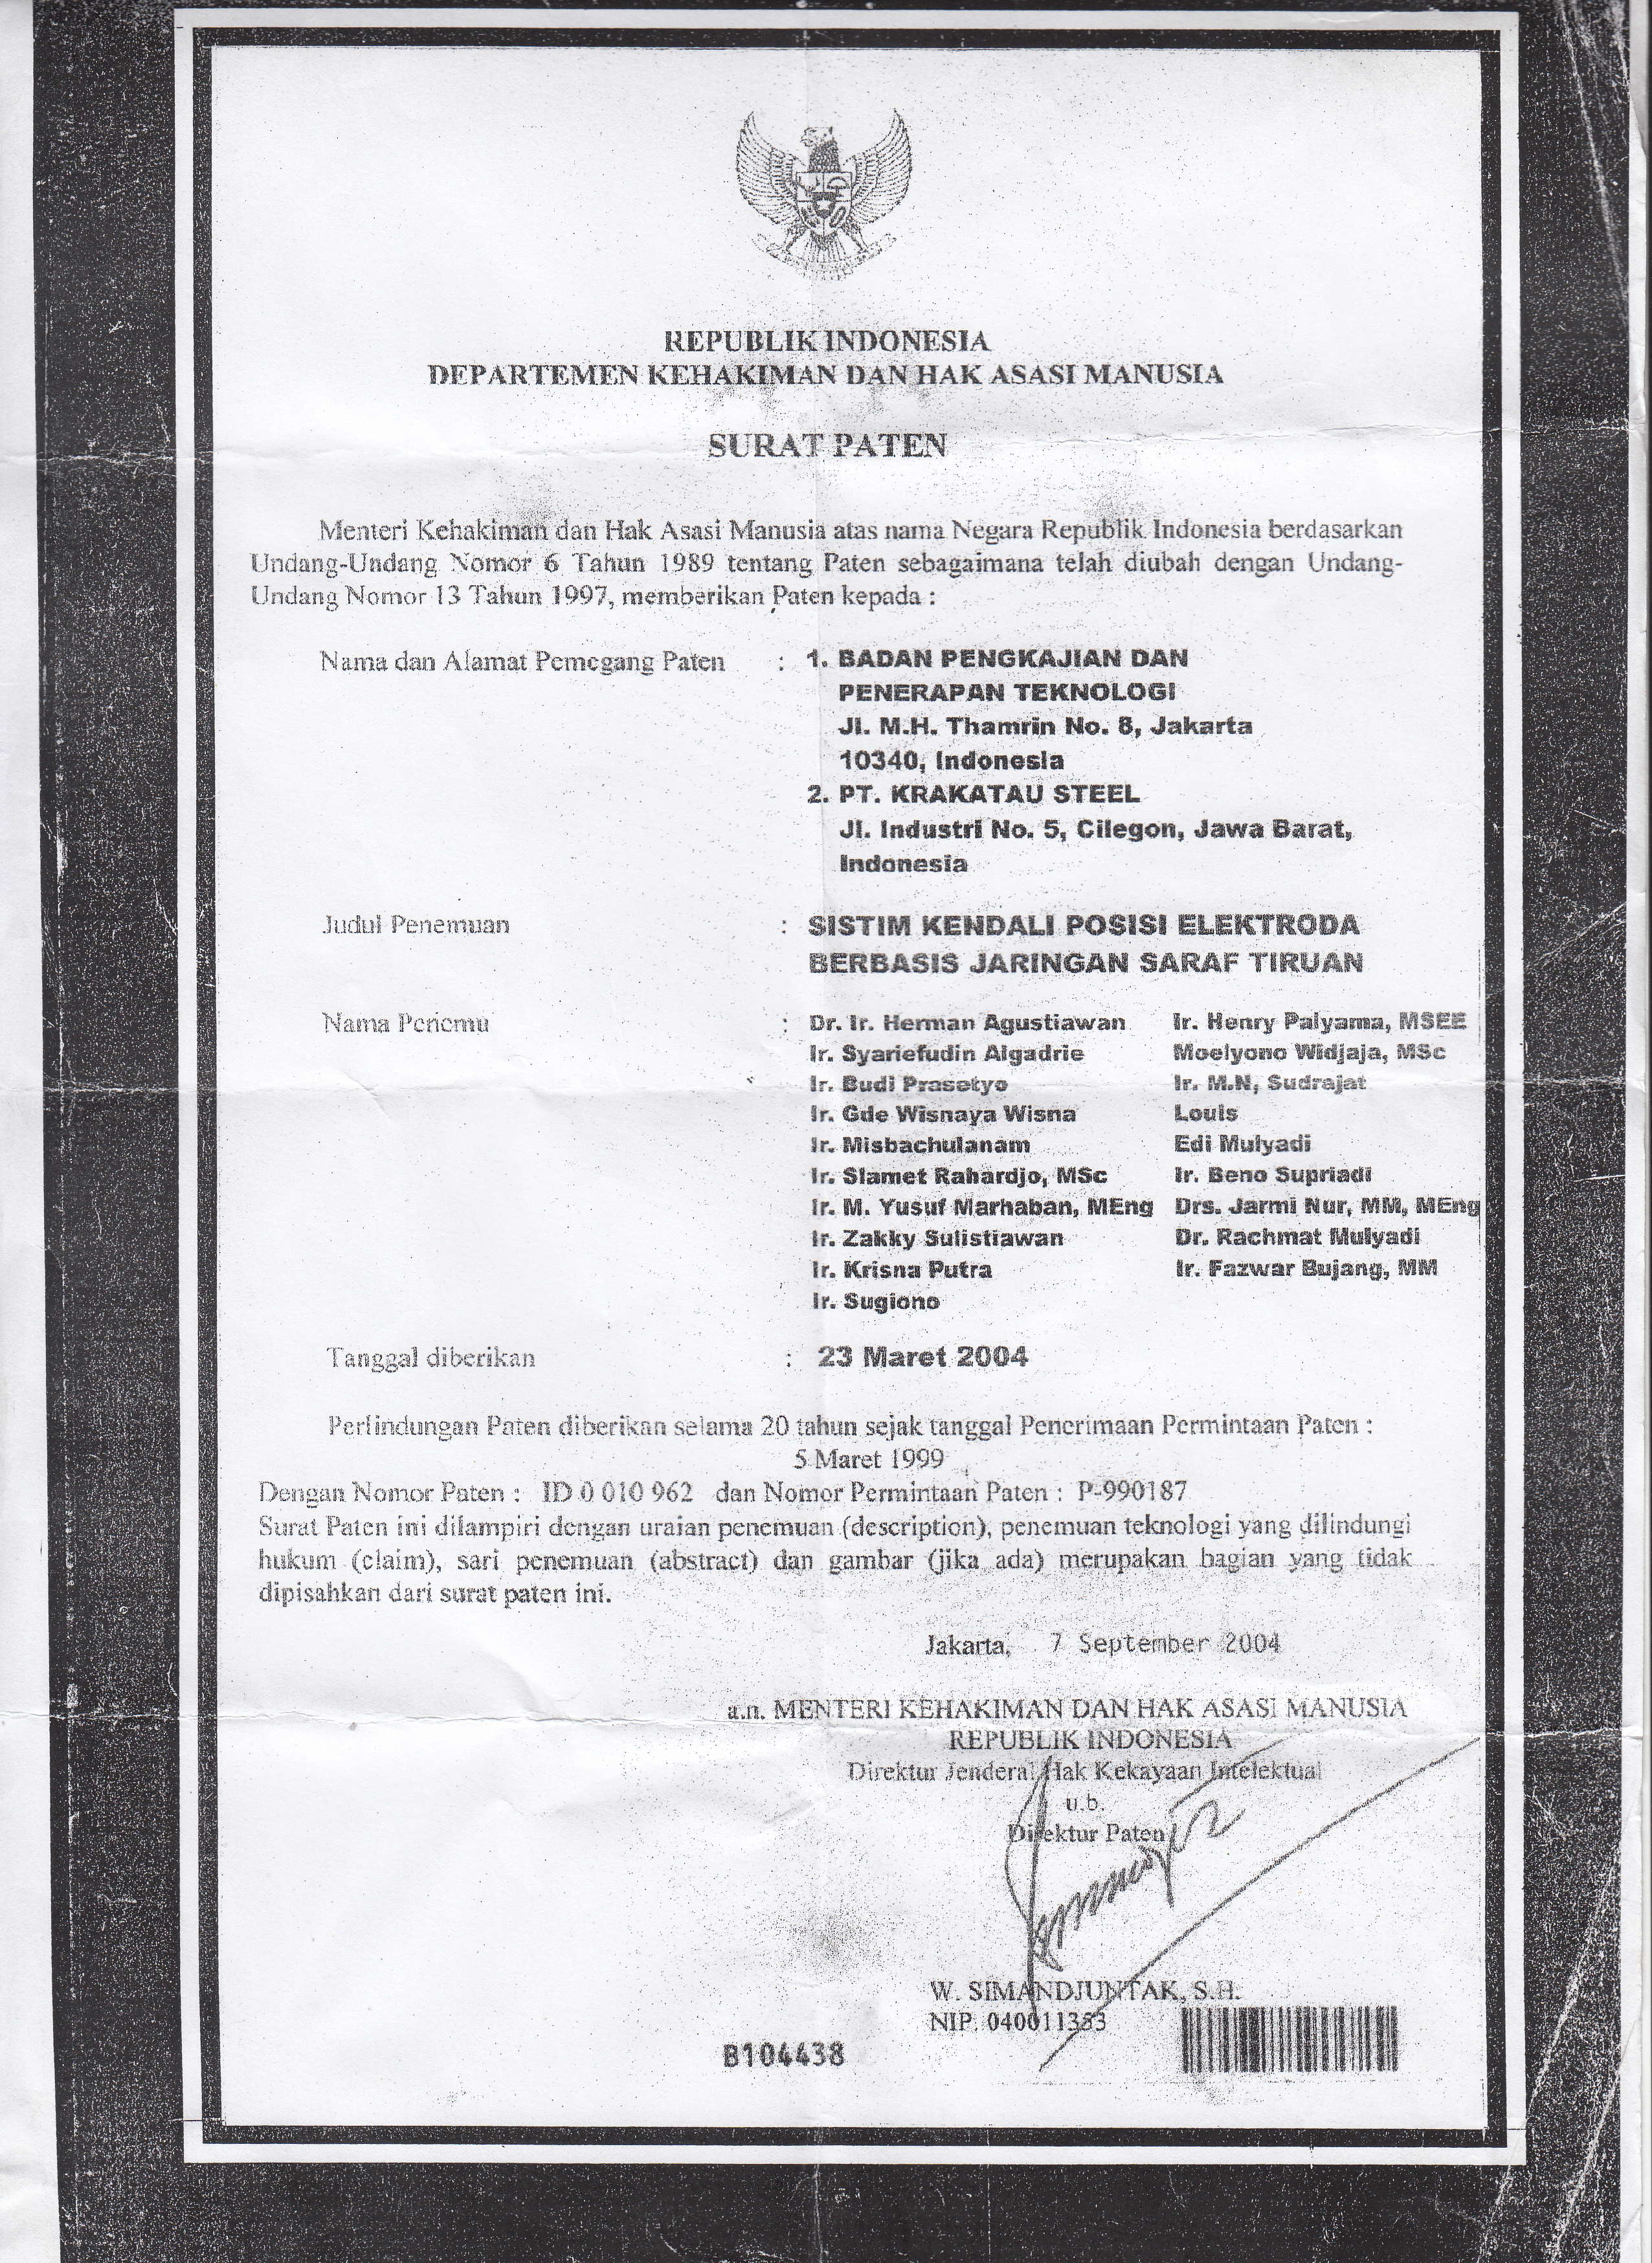 REPUBLIK INDONESIA
DEPARTEMEN KEHAKIMAN DAN HAK ASASI MANUSIA
SURAT PATEN
Menteri Kehakiman dan Hak Asasi Manusia atas nama Negara Republik Indonesia berdasarkan
Undang-Undang Nomor 6 Tahun 1989 tentang Paten sebagaimana telah diubah dengan Undang-
Undang Nomor 13 Tahun 1997, memberikan Paten kepada :
Nama dan Alamat Pemegang Paten : 1. BADAN PENGKAJIAN DAN
PENERAPAN TEKNOLOGI
Jl. M.H. Thamrin No. 8, Jakarta
10340, Indonesia
2. PT. KRAKATAU STEEL
Jl. Industri No. 5, Cilegon, Jawa Barat,
Indonesia
Judul Penemuan : SISTIM KENDALI POSISI ELEKTRODA
BERBASIS JARINGAN SARAF TIRUAN
Nama Penemu : Dr. Ir. Herman Agustiawan Ir. Henry Palyama, MSEE
Ir. Syariefudin Algadrie Moelyono Widjaja, MSc
Ir. Budi Prasetyo Ir. M.N, Sudrajat
Ir. Gde Wisnaya Wisna Louis
Ir. Misbachulanam Edi Mulyadi
Ir. Slamet Rahardjo, MSc Ir. Beno Supriadi
Ir. M. Yusuf Marhaban, MEng Drs. Jarmi Nur, MM, MEng
Ir. Zakky Sulistiawan Dr. Rachmat Mulyadi
Ir. Krisna Putra Ir. Fazwar Bujang, MM
Ir. Sugiono
Tanggal diberikan : 23 Maret 2004
Perlindungan Paten diberikan selama 20 tahun sejak tanggal Penerimaan Permintaan Paten :
5 Maret 1999
Dengan Nomor Paten : ID 0 010 962 dan Nomor Permintaan Paten : P-990187
Surat Paten ini dilampiri dengan uraian penemuan (description), penemuan teknologi yang dilindungi
hukum (claim), sari penemuan (abstract) dan gambar (jika ada) merupakan bagian yang tidak
dipisahkan dari surat paten ini.
Jakarta, 7 September 2004
a.n. MENTERI KEHAKIMAN DAN HAK ASASI MANUSIA
REPUBLIK INDONESIA
Direktur Jenderal Hak Kekayaan Intelektual
u.b.
Direktur Paten
W. SIMANDJUNTAK, S.H.
NIP. 040011353
B104438